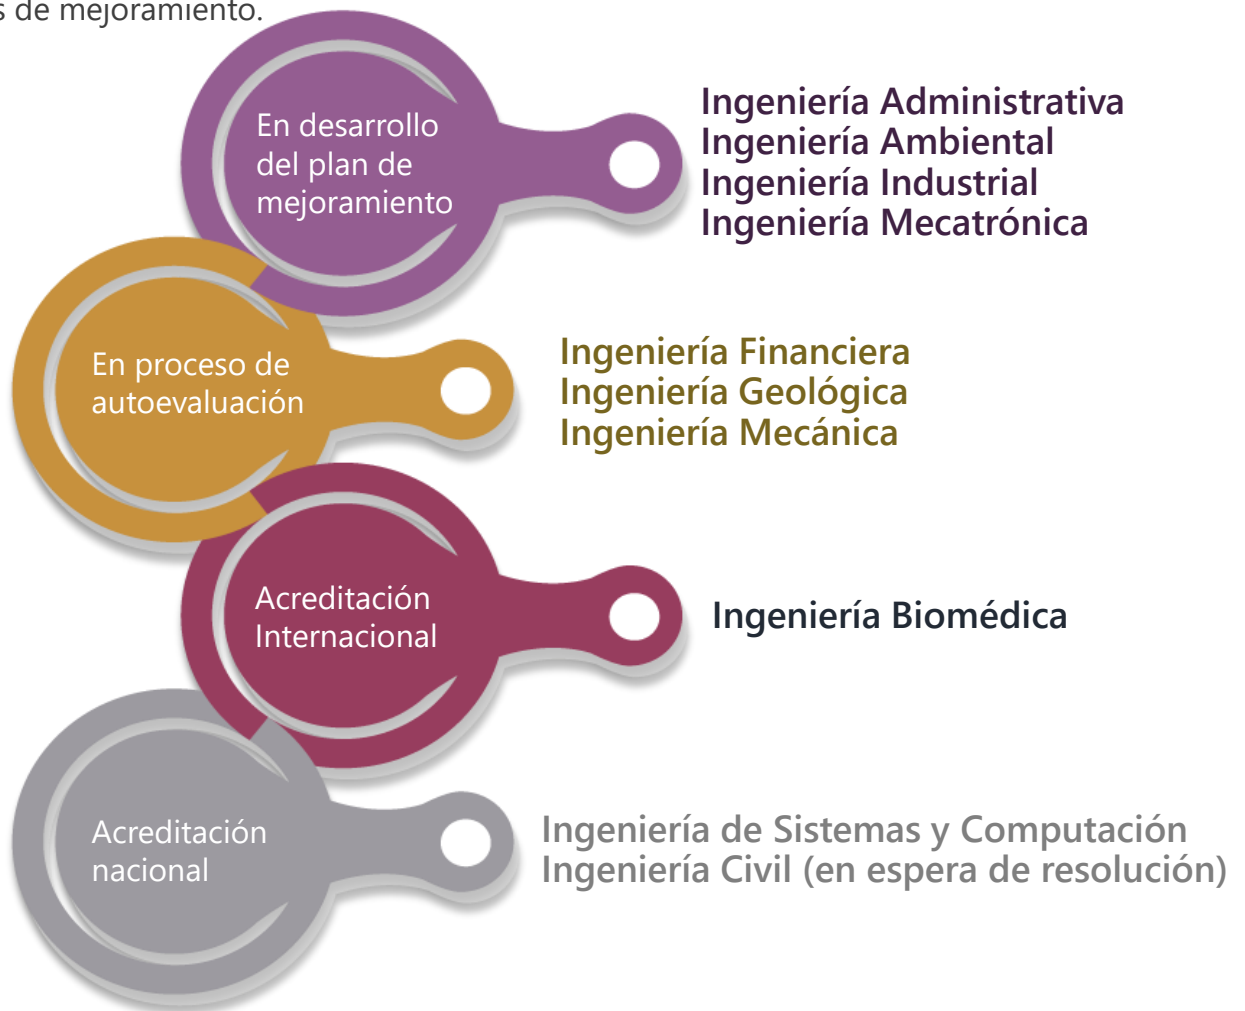 s de mejoramiento.
En desarrollo
del plan de
mejoramiento
Ingeniería Administrativa
Ingeniería Ambiental
Ingeniería Industrial
Ingeniería Mecatrónica
En proceso de
autoevaluación
Ingeniería Financiera
Ingeniería Geológica
Ingeniería Mecánica
Acreditación
Internacional
Ingeniería Biomédica
Acreditación
nacional
Ingeniería de Sistemas y Computación
Ingeniería Civil (en espera de resolución)